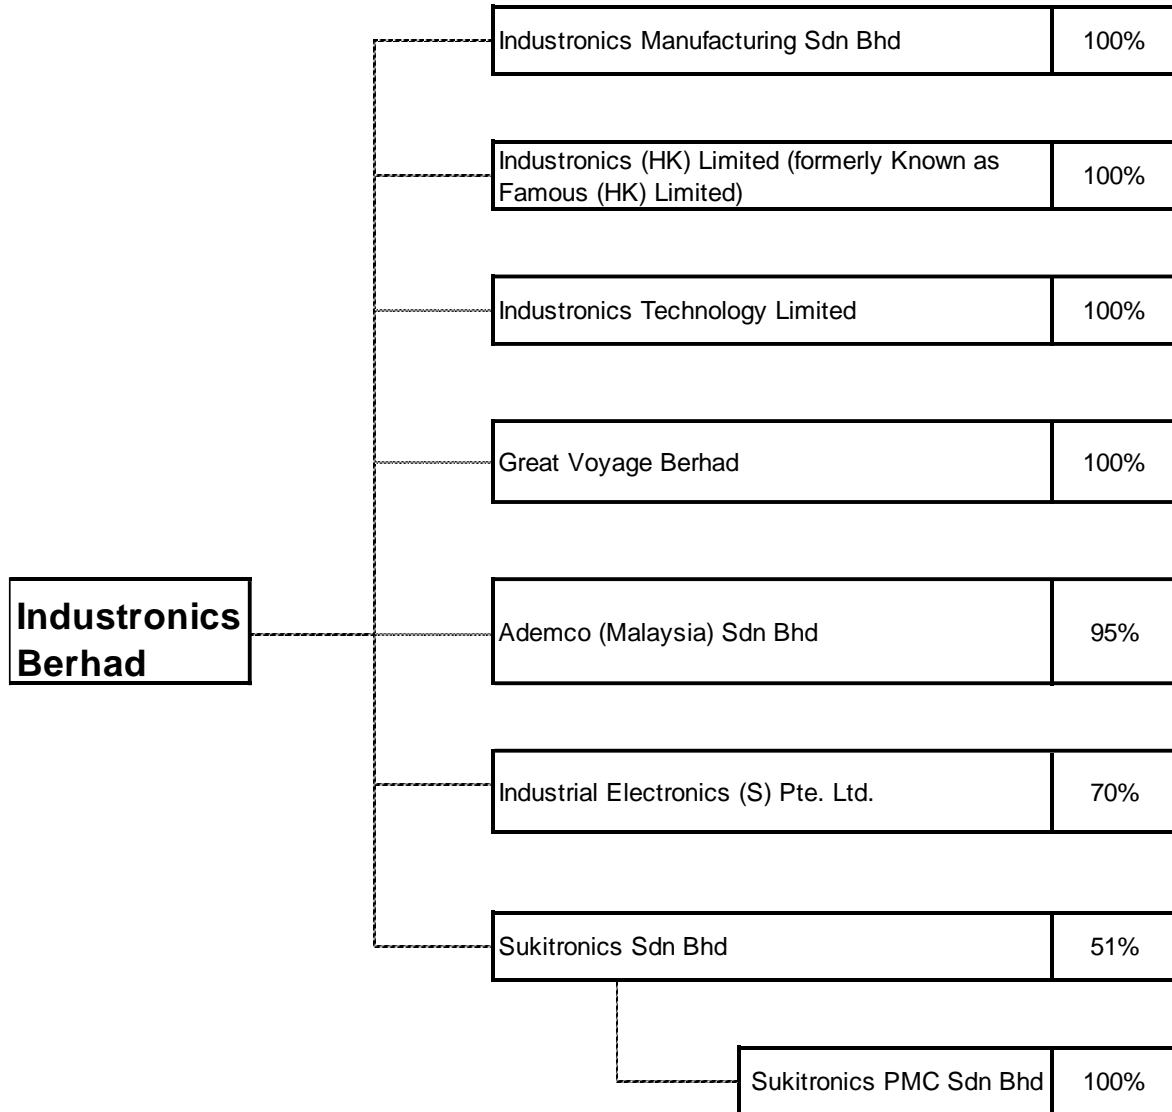 Industronics Manufacturing Sdn Bhd 100%
Industronics (HK) Limited (formerly Known as
Famous (HK) Limited) 100%
Industronics Technology Limited 100%
Great Voyage Berhad 100%
Industronics
Berhad
Ademco (Malaysia) Sdn Bhd 95%
Industrial Electronics (S) Pte. Ltd. 70%
Sukitronics Sdn Bhd 51%
Sukitronics PMC Sdn Bhd 100%